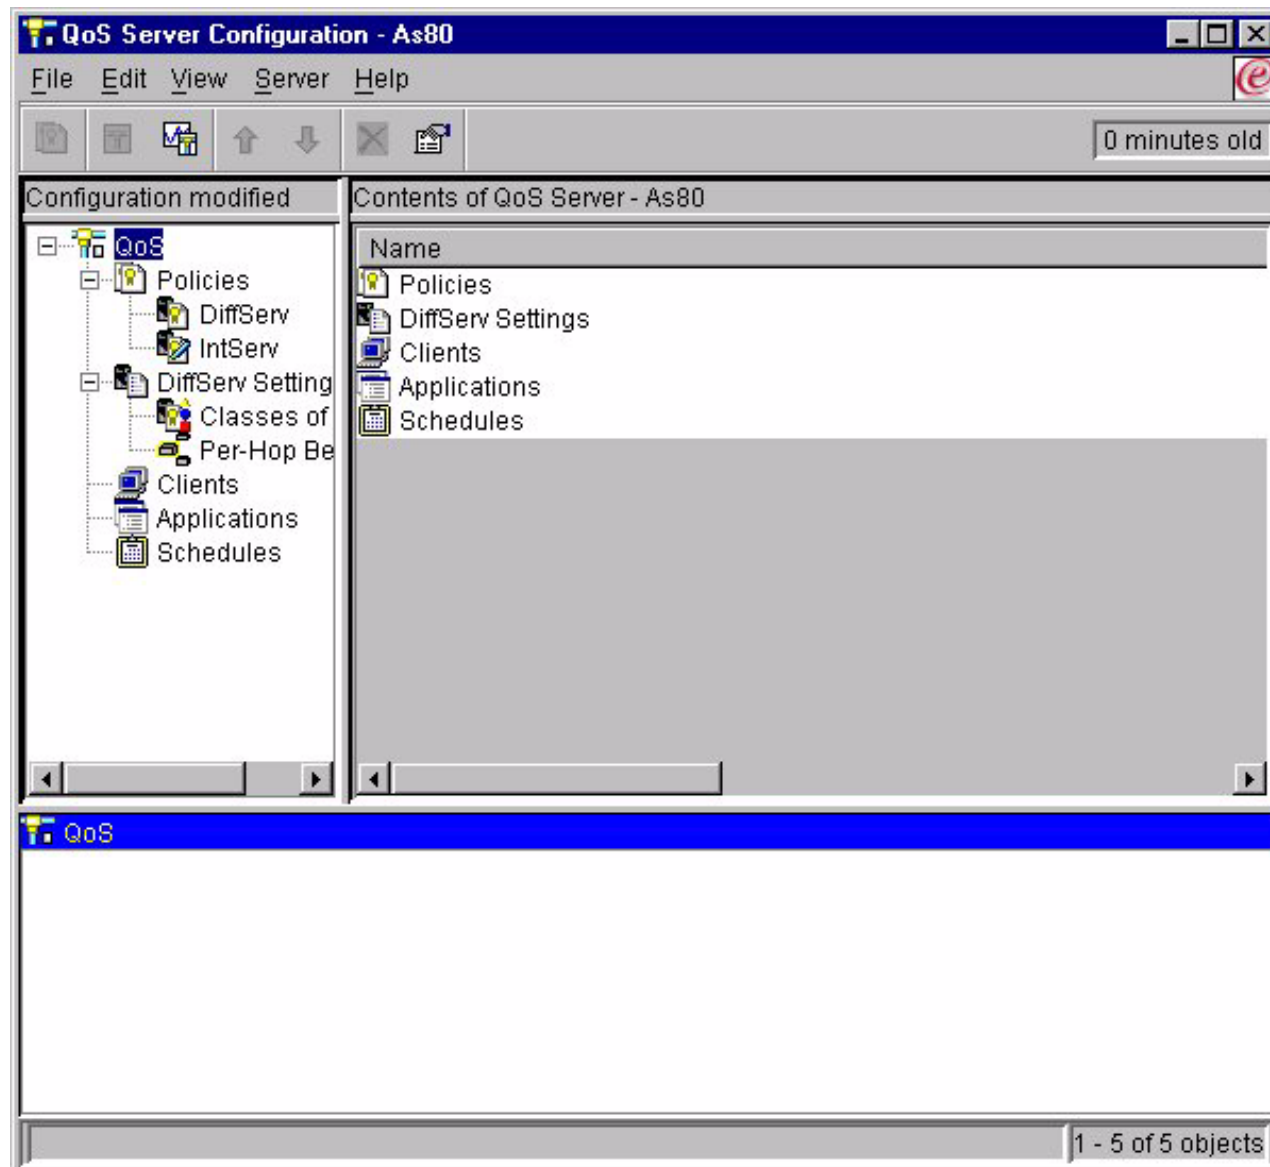 QoS Server Configuration - As80
File Edit View Server Help
0 minutes old
Configuration modified
Contents of QoS Server - As80
QoS
Policies
DiffServ
IntServ
DiffServ Setting
Classes of
Per-Hop Be
Clients
Applications
Schedules
Name
Policies
DiffServ Settings
Clients
Applications
Schedules
QoS
1 - 5 of 5 objects